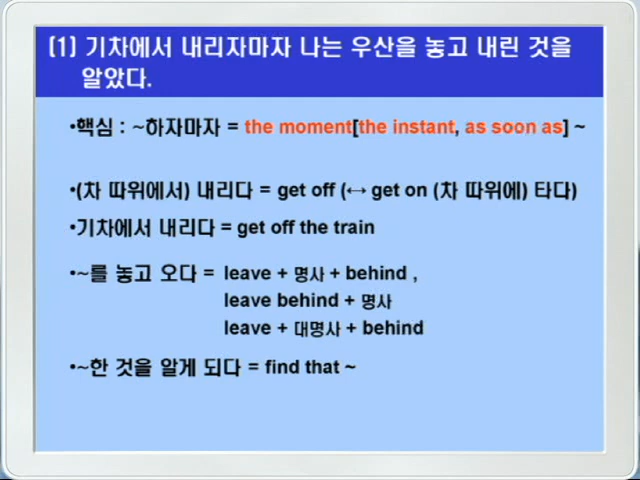 (1) 기차에서 내리자마자 나는 우산을 놓고 내린 것을
알았다.
•핵심 : ~하자마자 = the moment[the instant, as soon as] ~
•(차 따위에서) 내리다 = get off (↔ get on (차 따위에) 타다)
•기차에서 내리다 = get off the train
•~를 놓고 오다 = leave + 명사 + behind ,
leave behind + 명사
leave + 대명사 + behind
•~한 것을 알게 되다 = find that ~